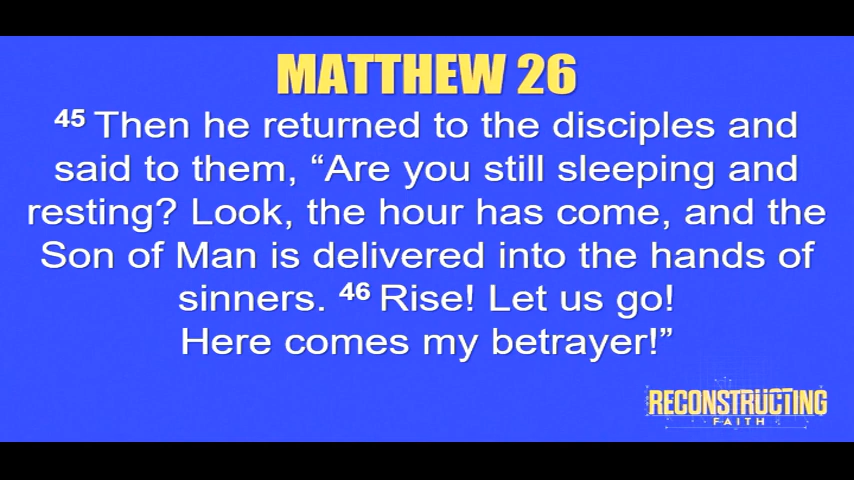 MATTHEW 26
45 Then he returned to the disciples and
said to them, “Are you still sleeping and
resting? Look, the hour has come, and the
Son of Man is delivered into the hands of
sinners. 46 Rise! Let us go!
Here comes my betrayer!”
RECONSTRUCTING
FAITH